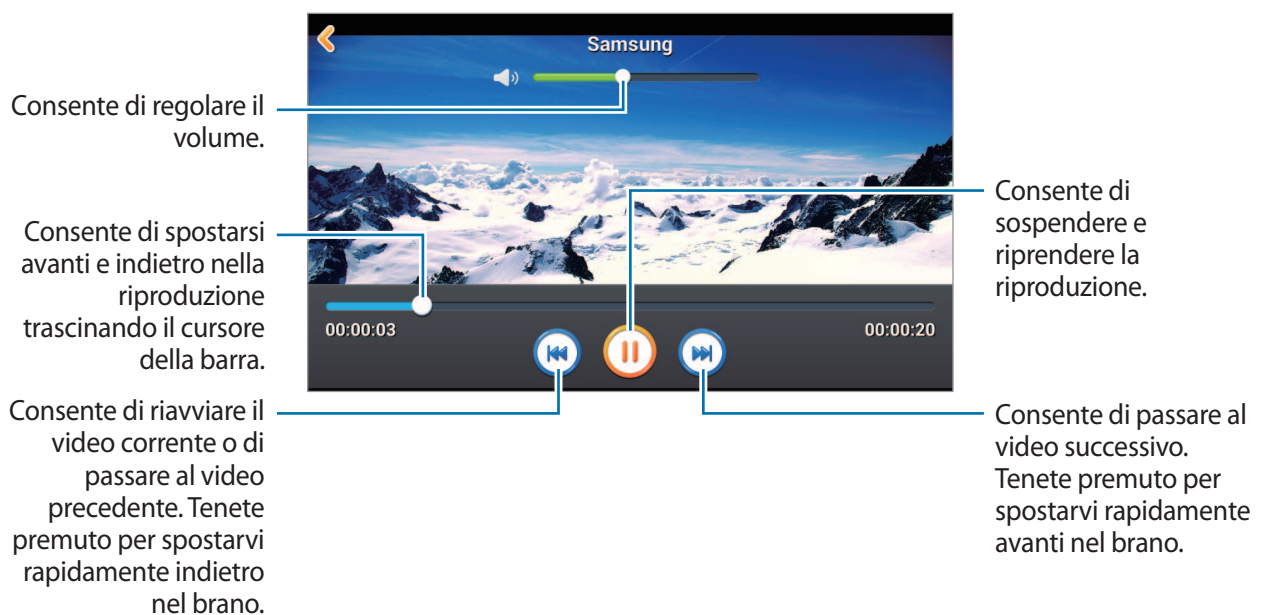 Samsung
Consente di regolare il
volume.
Consente di spostarsi
avanti e indietro nella
riproduzione
trascinando il cursore
della barra.
Consente di riavviare il
video corrente o di
passare al video
precedente. Tenete
premuto per spostarvi
rapidamente indietro
nel brano.
00:00:03
00:00:20
Consente di
sospendere e
riprendere la
riproduzione.
Consente di passare al
video successivo.
Tenete premuto per
spostarvi rapidamente
avanti nel brano.